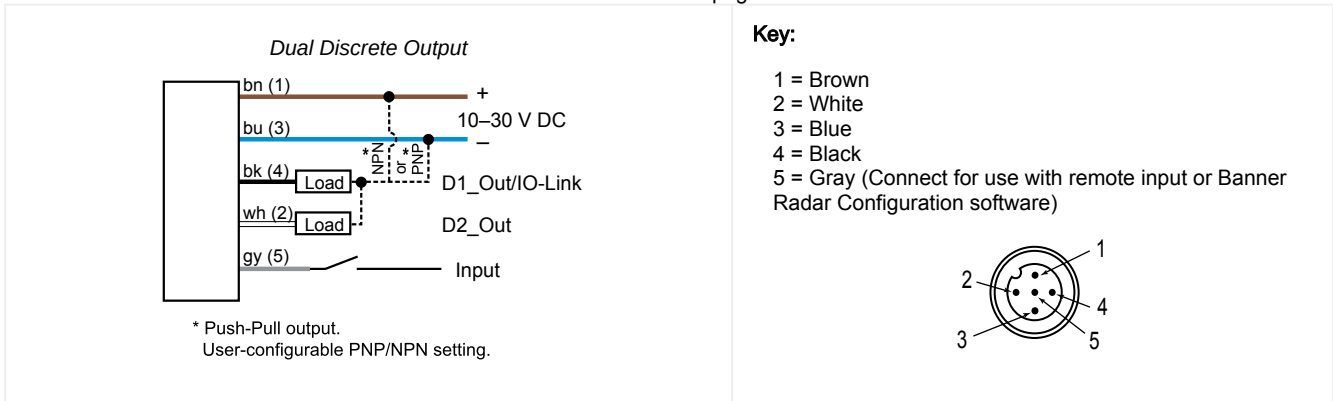 Dual Discrete Output
bn (1)
+
10–30 V DC
bu (3)
–
* NPN
or
* PNP
bk (4)
Load
D1_Out/IO-Link
wh (2)
Load
D2_Out
gy (5)
Input
* Push-Pull output.
User-configurable PNP/NPN setting.
Key:
1 = Brown
2 = White
3 = Blue
4 = Black
5 = Gray (Connect for use with remote input or Banner
Radar Configuration software)
1
2
4
3
5